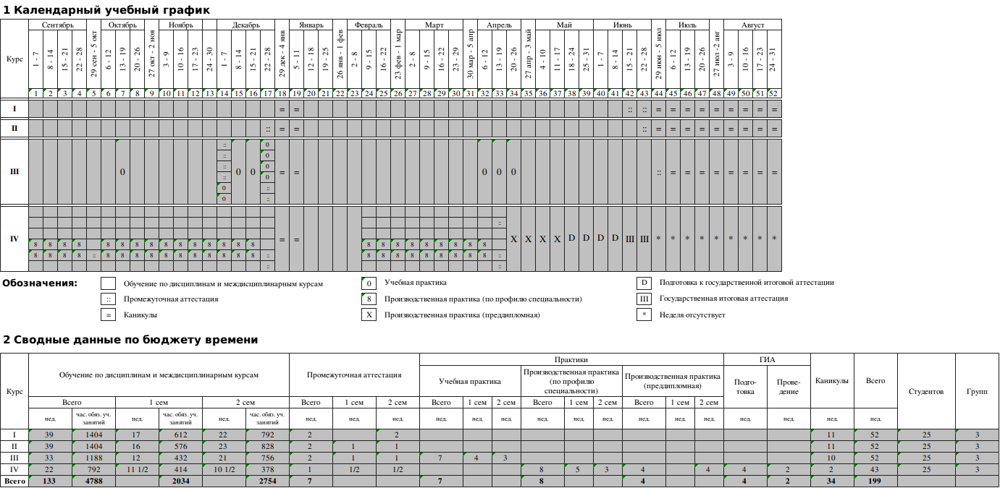 1 Календарный учебный график
Курс Сентябрь 29 сен - 5 окт Октябрь 27 окт - 2 ноя Ноябрь Декабрь 29 дек - 4 янв Январь 26 янв - 1 фев Февраль 23 фев - 1 мар Март 30 мар - 5 апр Апрель 27 апр - 3 май Май Июнь 29 июн - 5 июл Июль 27 июл - 2 авг Август
1 - 7 8 - 14 15 - 21 22 - 28 6 - 12 13 - 19 20 - 26 3 - 9 10 - 16 17 - 23 24 - 30 1 - 7 8 - 14 15 - 21 22 - 28 5 - 11 12 - 18 19 - 25 2 - 8 9 - 15 16 - 22 2 - 8 9 - 15 16 - 22 23 - 29 6 - 12 13 - 19 20 - 26 4 - 10 11 - 17 18 - 24 25 - 31 1 - 7 8 - 14 15 - 21 22 - 28 6 - 12 13 - 19 20 - 26 3 - 9 10 - 16 17 - 23 24 - 31
1 2 3 4 5 6 7 8 9 10 11 12 13 14 15 16 17 18 19 20 21 22 23 24 25 26 27 28 29 30 31 32 33 34 35 36 37 38 39 40 41 42 43 44 45 46 47 48 49 50 51 52
I = = :: :: = = = = = = = = =
II :: = = :: = = = = = = = = =
:: 0
:: 0
:: 0
III 0 0 0 = = 0 0 0 :: = = = = = = = =
:: 0
0 ::
0 ::
::
IV = = X X X X D D D D III III * * * * * * * * *
8 8 8 8 8 8 8 8 8 8 8 8 8 8 8 8 8 8 8 8 8 8 8 8
8 8 8 8 :: 8 8 8 8 8 8 8 8 8 8 8 :: 8 8 8 8 8 8 8 8 8 ::
:: ::
Обозначения: Обучение по дисциплинам и междисциплинарным курсам 0 Учебная практика D Подготовка к государственной итоговой аттестации
:: Промежуточная аттестация 8 Производственная практика (по профилю специальности) III Государственная итоговая аттестация
= Каникулы X Производственная практика (преддипломная) * Неделя отсутствует
2 Сводные данные по бюджету времени
Курс Обучение по дисциплинам и междисциплинарным курсам Промежуточная аттестация Практики ГИА Каникулы Всего Студентов Групп
Учебная практика Производственная практика (по профилю специальности) Производственная практика (преддипломная) Подго-товка Прове-дение
Всего 1 сем 2 сем Всего 1 сем 2 сем Всего 1 сем 2 сем Всего 1 сем 2 сем Всего 1 сем 2 сем
нед. час. обяз. уч. занятий нед. час. обяз. уч. занятий нед. час. обяз. уч. занятий нед. нед. нед. нед. нед. нед. нед. нед. нед. нед. нед. нед. нед. нед. нед. нед.
I 39 1404 17 612 22 792 2 2 11 52 25 3
II 39 1404 16 576 23 828 2 1 1 11 52 25 3
III 33 1188 12 432 21 756 2 1 1 7 4 3 10 52 25 3
IV 22 792 11 1/2 414 10 1/2 378 1 1/2 1/2 8 5 3 4 4 4 2 2 43 25 3
Всего 133 4788 2034 2754 7 7 8 4 4 2 34 199